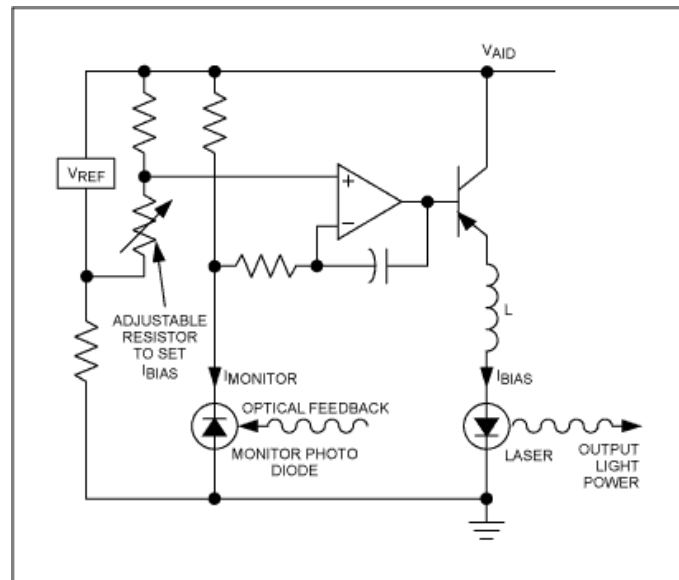 VAID
VREF
+
−
ADJUSTABLE
RESISTOR
TO SET
IBIAS
L
IMONITOR
IBIAS
OPTICAL FEEDBACK
MONITOR PHOTO
DIODE
LASER
OUTPUT
LIGHT
POWER